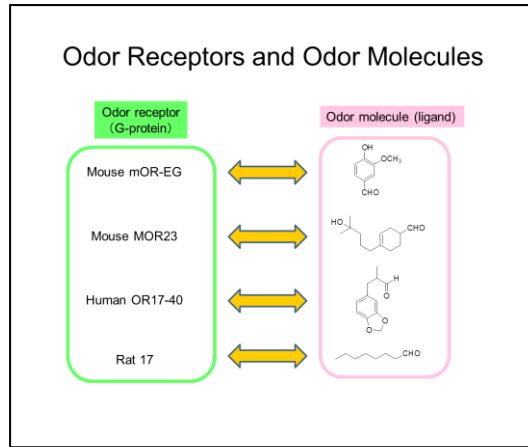 Odor Receptors and Odor Molecules
Odor receptor
（G-protein）
Odor molecule (ligand)
Mouse mOR-EG
OH
OCH₃
CHO
Mouse MOR23
HO
CHO
Human OR17-40
H
O
O
O
Rat 17
CHO